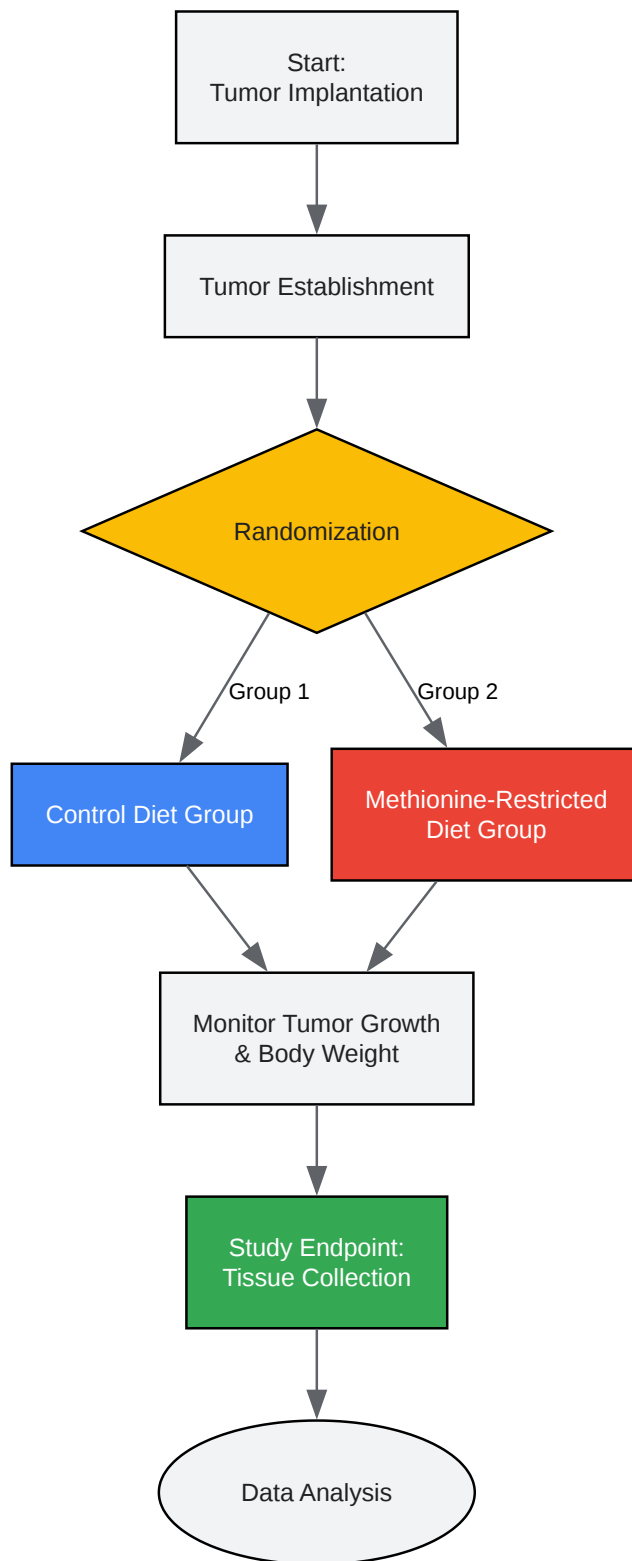 Start:
Tumor Implantation
Tumor Establishment
Randomization
Group 1
Group 2
Control Diet Group
Methionine-Restricted
Diet Group
Monitor Tumor Growth
& Body Weight
Study Endpoint:
Tissue Collection
Data Analysis